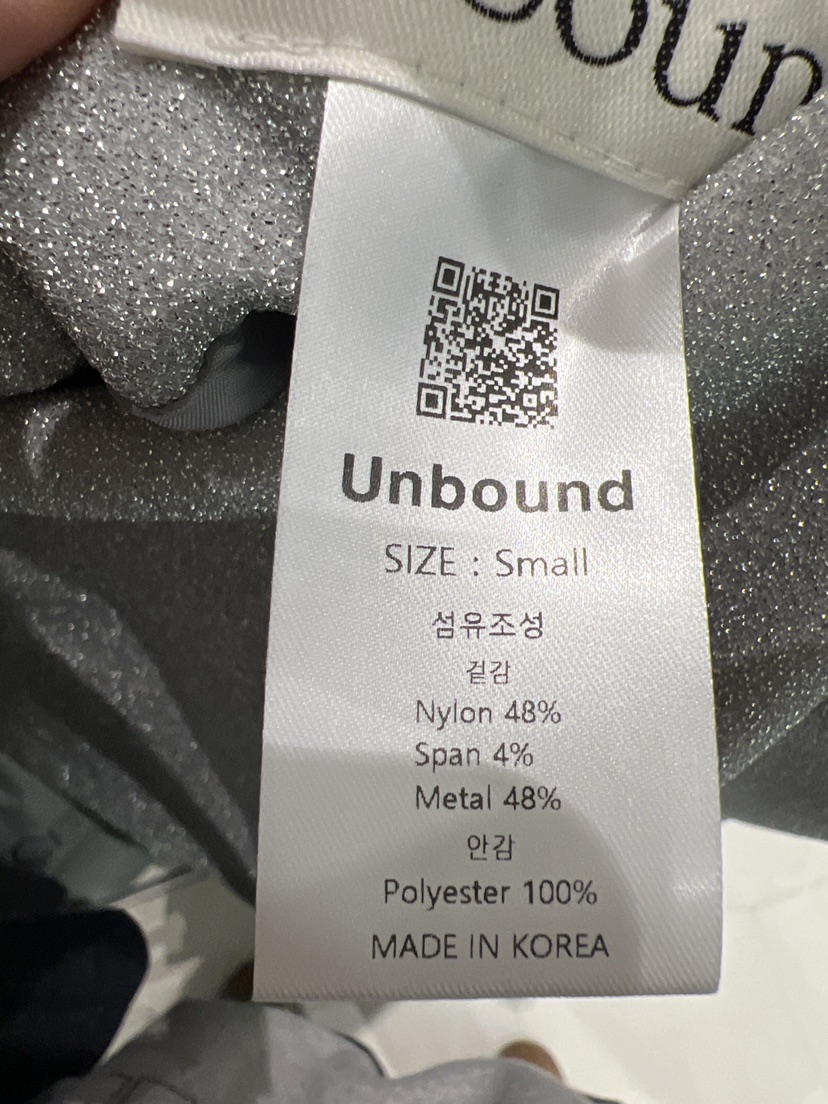 Unbound
SIZE : Small
섬유조성
겉감
Nylon 48%
Span 4%
Metal 48%
안감
Polyester 100%
MADE IN KOREA